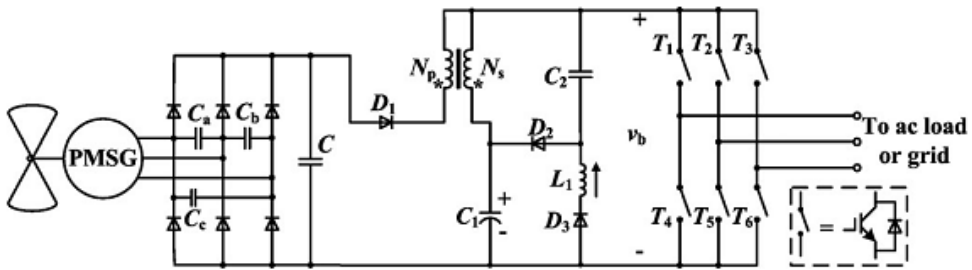 PMSG
Ca
Cb
Cc
C
D1
Np
*
*
Ns
C1
+
-
D2
C2
L1
D3
+
vb
-
T1
T2
T3
T4
T5
T6
To ac load
or grid
=